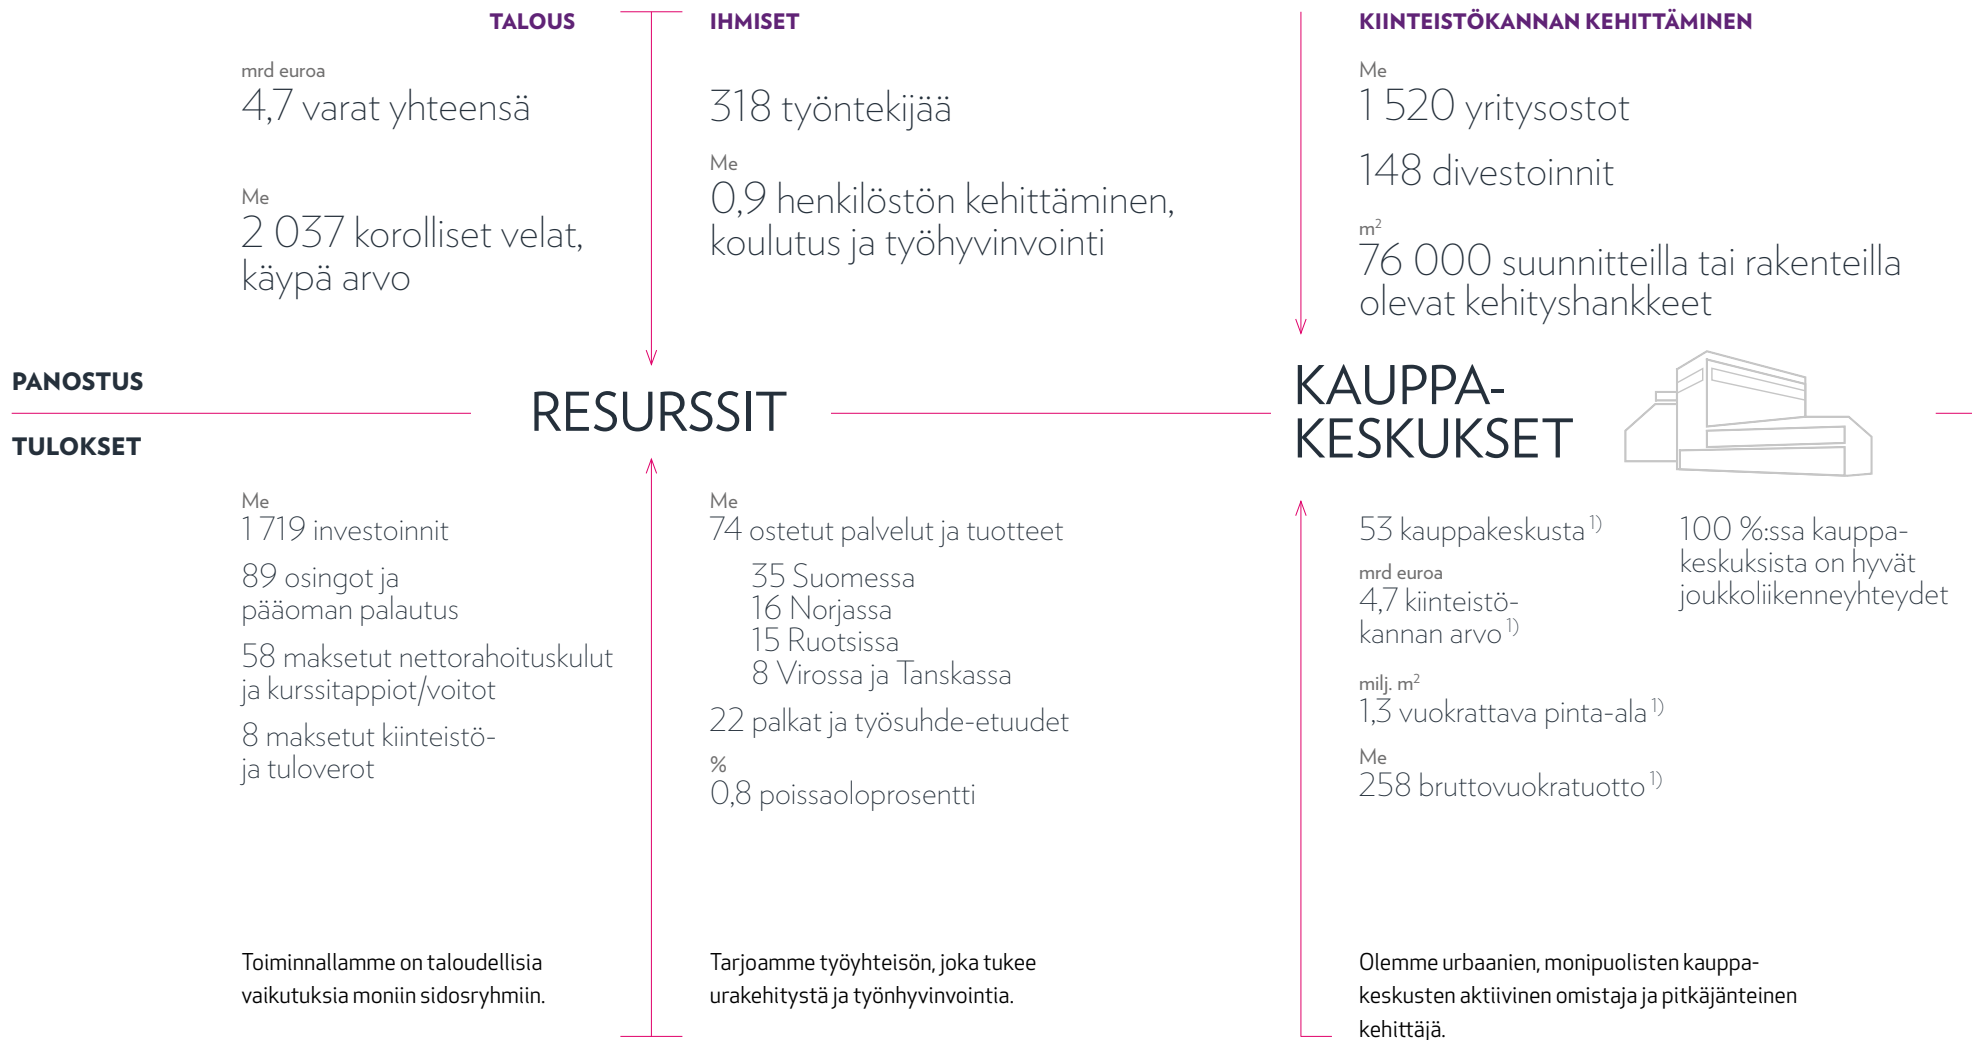 TALOUS
mrd euroa
4,7 varat yhteensä
Me
2 037 korolliset velat,
käypä arvo
IHMISET
318 työntekijää
Me
0,9 henkilöstön kehittäminen,
koulutus ja työhyvinvointi
KIINTEISTÖKANNAN KEHITTÄMINEN
Me
1 520 yritysostot
148 divestoinnit
m²
76 000 suunnitteilla tai rakenteilla
olevat kehityshankkeet
PANOSTUS
TULOKSET
RESURSSIT
KAUPPA-
KESKUKSET
Me
1 719 investoinnit
89 osingot ja
pääoman palautus
58 maksetut nettorahoituskulut
ja kurssitappiot/voitot
8 maksetut kiinteistö-
ja tuloverot
Toiminnallamme on taloudellisia
vaikutuksia moniin sidosryhmiin.
Me
74 ostetut palvelut ja tuotteet
35 Suomessa
16 Norjassa
15 Ruotsissa
8 Virossa ja Tanskassa
22 palkat ja työsuhde-etuudet
%
0,8 poissaoloprosentti
Tarjoamme työyhteisön, joka tukee
urakehitystä ja työnhyvinvointia.
53 kauppakeskusta 1)
mrd euroa
4,7 kiinteistö-
kannan arvo 1)
milj. m²
1,3 vuokrattava pinta-ala 1)
Me
258 bruttovuokratuotto 1)
100 %:ssa kauppa-
keskuksista on hyvät
joukkoliikenneyhteydet
Olemme urbaanien, monipuolisten kauppa-
keskusten aktiivinen omistaja ja pitkäjänteinen
kehittäjä.